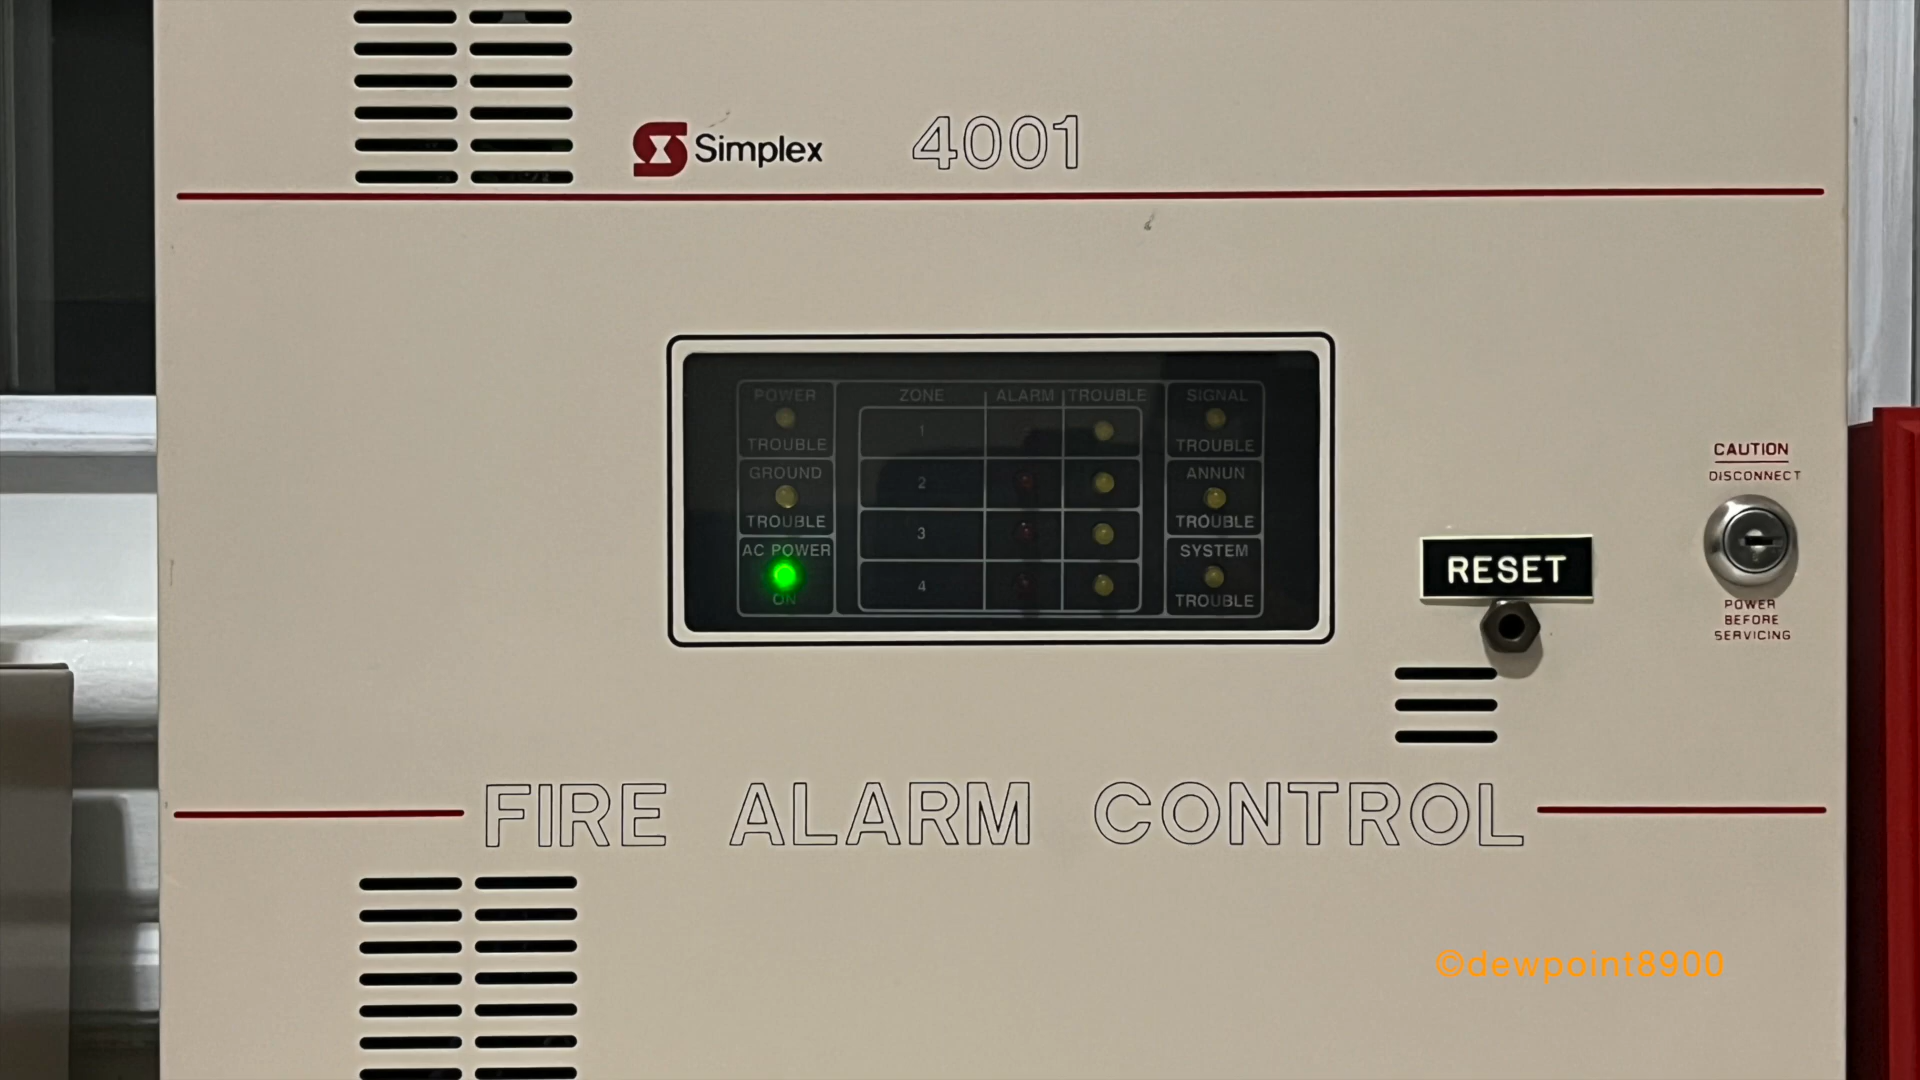 Simplex 4001
POWER
TROUBLE
GROUND
TROUBLE
AC POWER
ON
ZONE ALARM TROUBLE
1
2
3
4
SIGNAL
TROUBLE
ANNUN
TROUBLE
SYSTEM
TROUBLE
RESET
CAUTION
DISCONNECT
POWER
BEFORE
SERVICING
FIRE ALARM CONTROL
©dewpoint8900